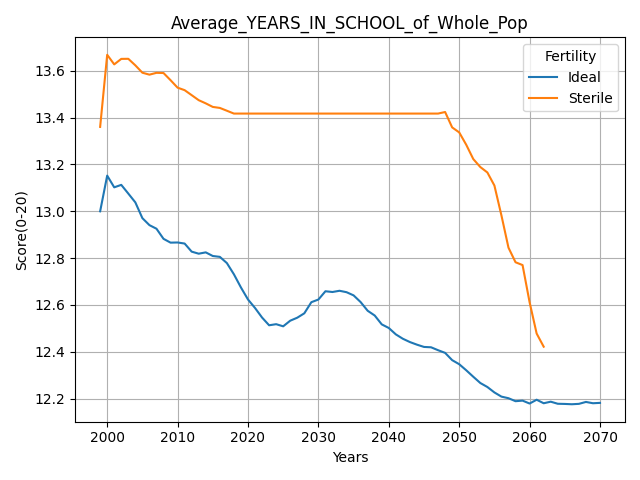 Average_YEARS_IN_SCHOOL_of_Whole_Pop
Score(0-20)
13.6
13.4
13.2
13.0
12.8
12.6
12.4
12.2
Fertility
Ideal
Sterile
2000 2010 2020 2030 2040 2050 2060 2070
Years